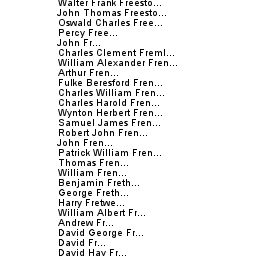 Walter Frank Freesto...
John Thomas Freesto...
Oswald Charles Free...
Percy Free...
John Fr...
Charles Clement Freml...
William Alexander Fren...
Arthur Fren...
Fulke Beresford Fren...
Charles William Fren...
Charles Harold Fren...
Wynton Herbert Fren...
Samuel James Fren...
Robert John Fren...
John Fren...
Patrick William Fren...
Thomas Fren...
William Fren...
Benjamin Freth...
George Freth...
Harry Fretwe...
William Albert Fr...
Andrew Fr...
David George Fr...
David Fr...
David Hay Fr...